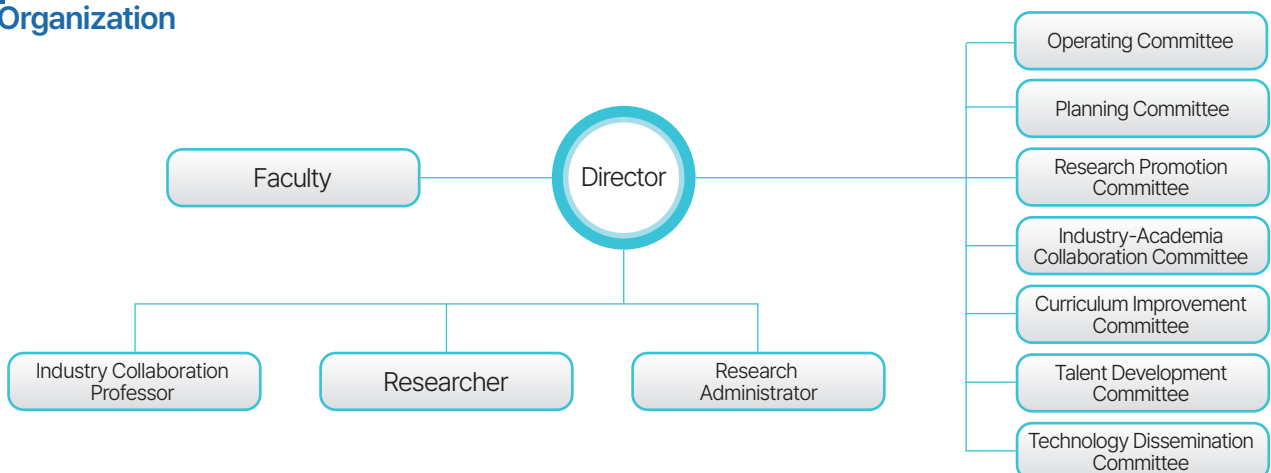 Organization
Operating Committee
Planning Committee
Research Promotion
Committee
Industry-Academia
Collaboration Committee
Curriculum Improvement
Committee
Talent Development
Committee
Technology Dissemination
Committee
Faculty
Director
Industry Collaboration
Professor
Researcher
Research
Administrator